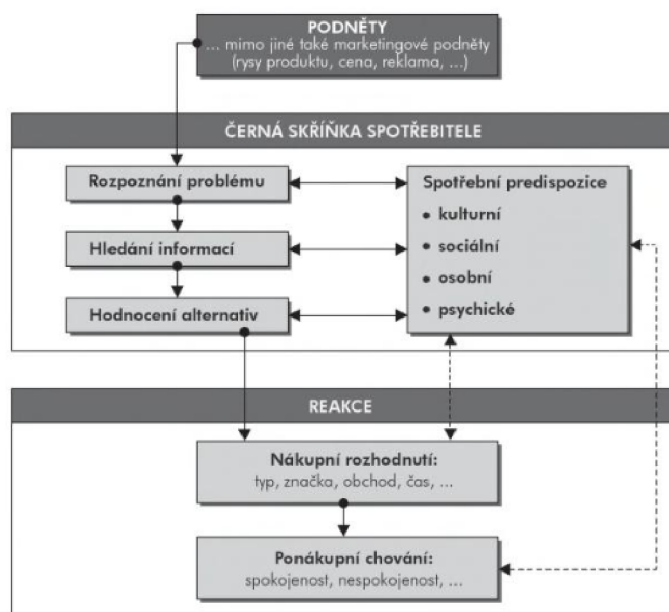 PODNĚTY
... mimo jiné také marketingové podněty
(rysy produktu, cena, reklama, ...)
ČERNÁ SKŘÍŇKA SPOTŘEBITELE
Rozpoznání problému
Hledání informací
Hodnocení alternativ
Spotřební predispozice
• kulturní
• sociální
• osobní
• psychické
REAKCE
Nákupní rozhodnutí:
typ, značka, obchod, čas, ...
Ponákupní chování:
spokojenost, nespokojenost, ...